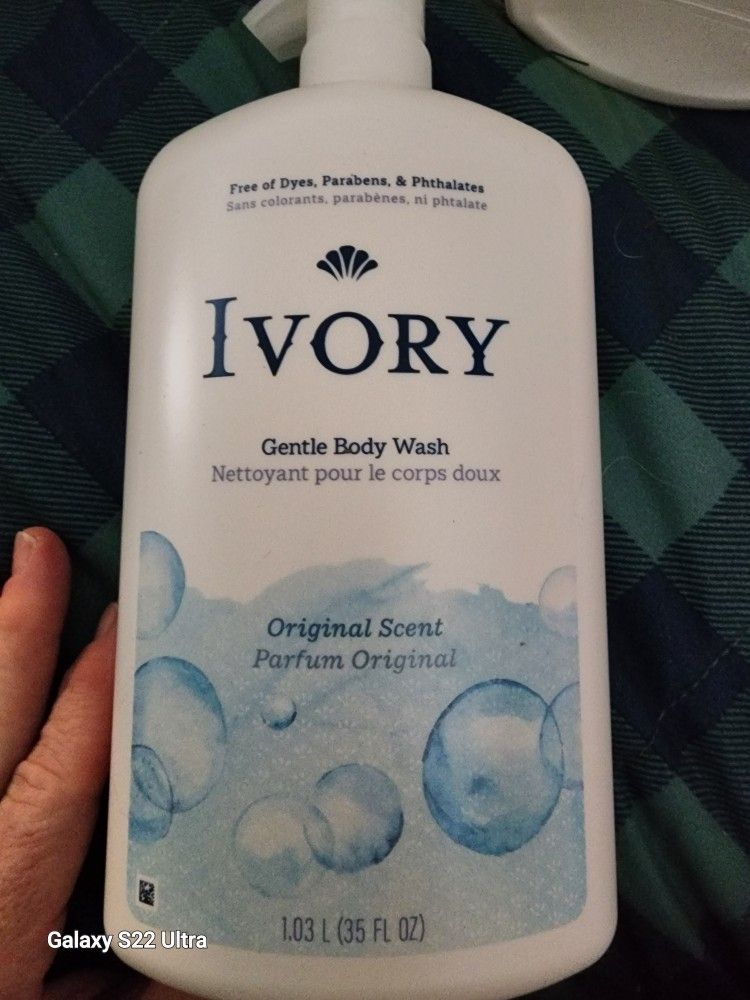 Free of Dyes, Parabens, & Phthalates
Sans colorants, parabènes, ni phtalate
IVORY
Gentle Body Wash
Nettoyant pour le corps doux
Original Scent
Parfum Original
1.03 L (35 FL OZ)
Galaxy S22 Ultra